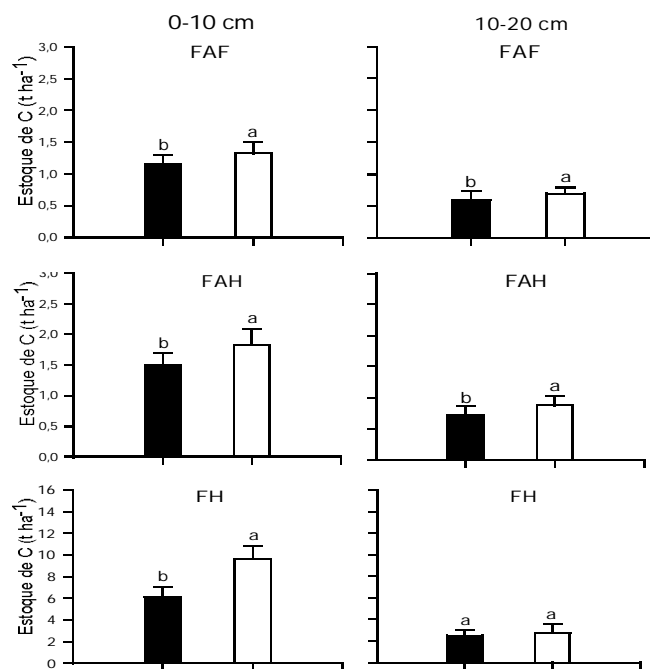 0-10 cm
10-20 cm
FAF
FAF
Estoque de C (t ha-1)
3,0
2,5
2,0
1,5
1,0
0,5
0,0
b
a
b
a
FAH
FAH
Estoque de C (t ha-1)
3,0
2,5
2,0
1,5
1,0
0,5
0,0
b
a
b
a
FH
FH
Estoque de C (t ha-1)
16
14
12
10
8
6
4
2
0
b
a
a
a